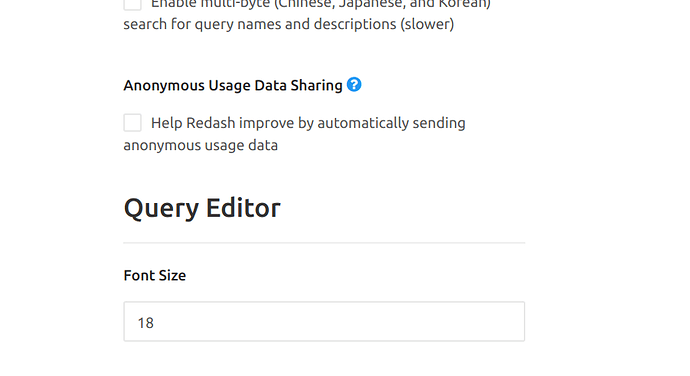 Enable multi-byte (Chinese, Japanese, and Korean)
search for query names and descriptions (slower)
Anonymous Usage Data Sharing ?
Help Redash improve by automatically sending
anonymous usage data
Query Editor
Font Size
18